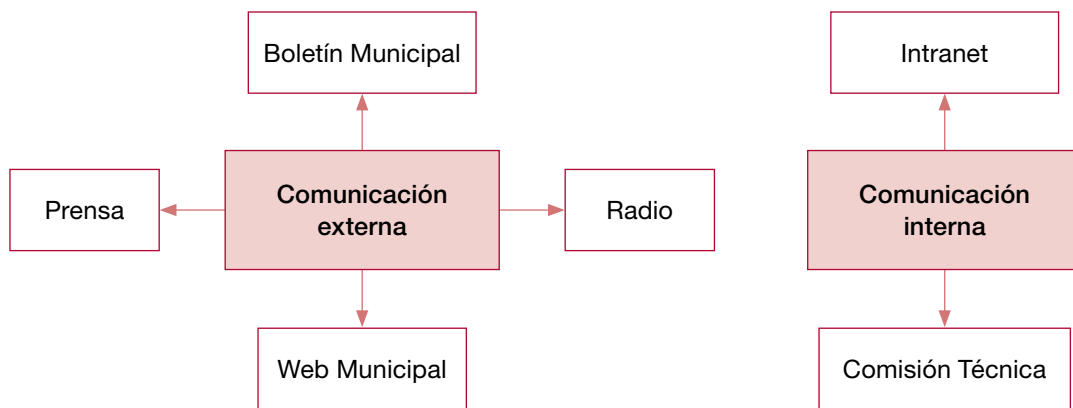 Boletín Municipal
Intranet
Prensa
Comunicación
externa
Radio
Comunicación
interna
Web Municipal
Comisión Técnica